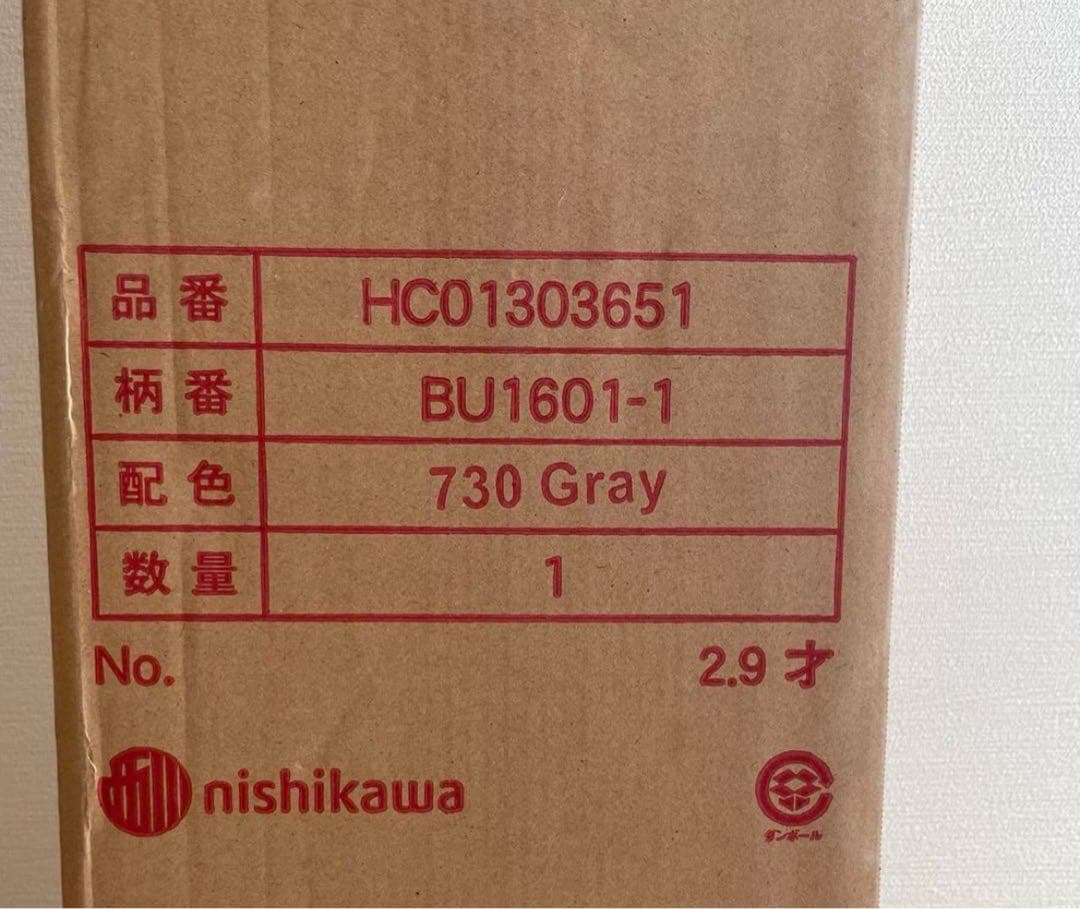 品番 HC01303651
柄番 BU1601-1
配色 730 Gray
数量 1
No. 2.9 才
nishikawa
ダンボール